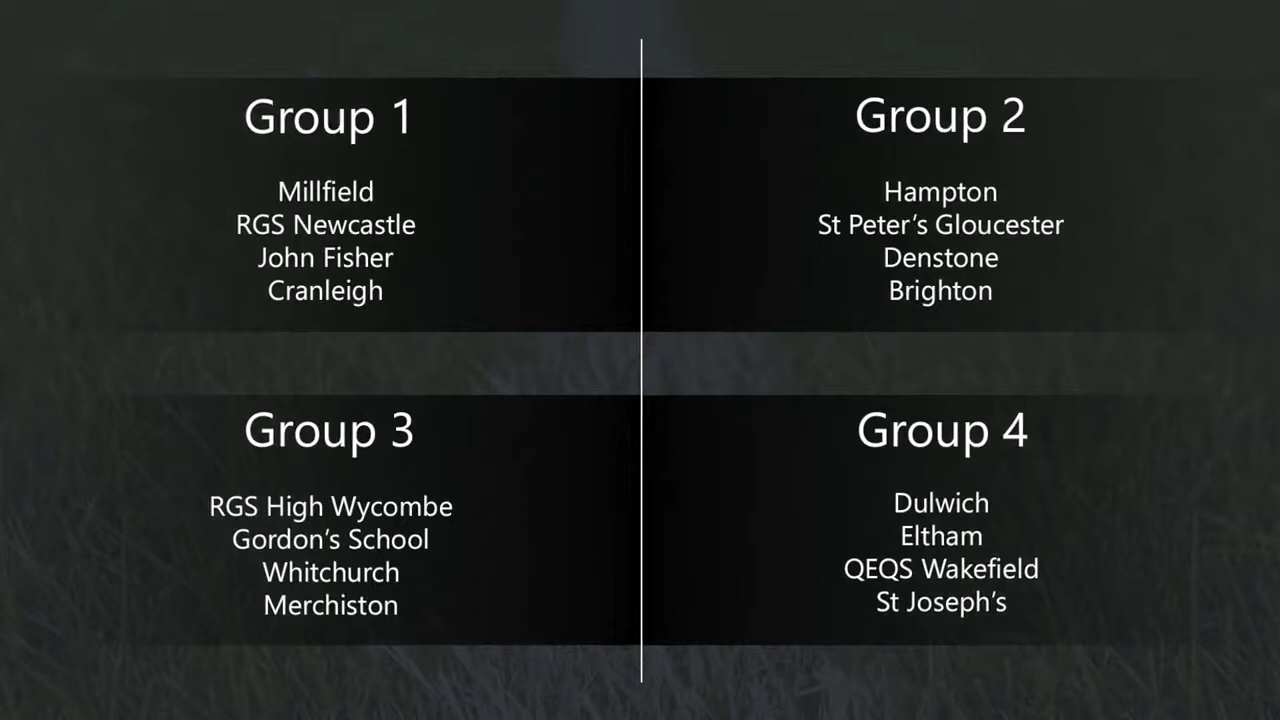 Group 1
Millfield
RGS Newcastle
John Fisher
Cranleigh
Group 2
Hampton
St Peter’s Gloucester
Denstone
Brighton
Group 3
RGS High Wycombe
Gordon’s School
Whitchurch
Merchiston
Group 4
Dulwich
Eltham
QEQS Wakefield
St Joseph’s